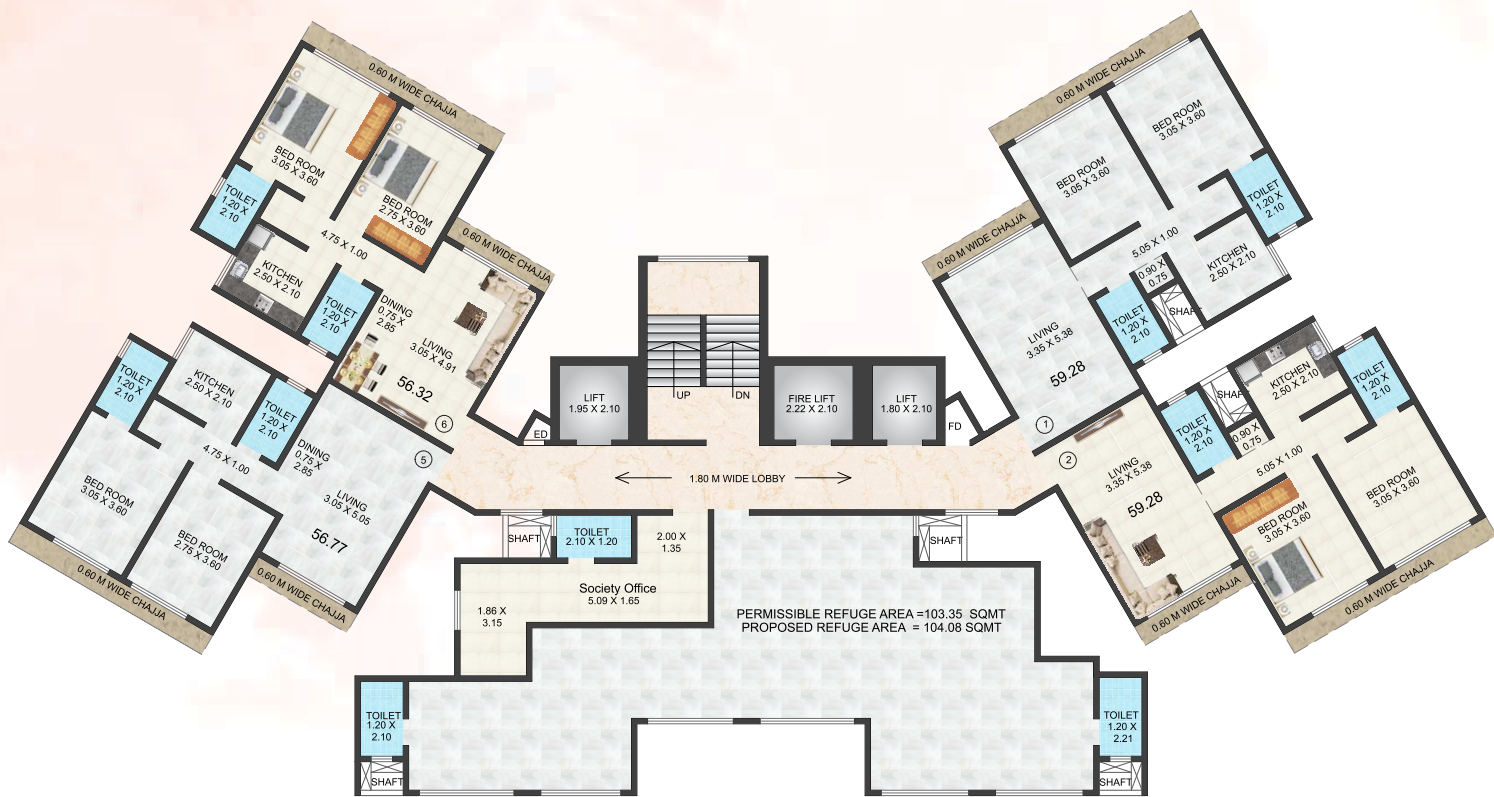 0.60 M WIDE CHAJJA
BED ROOM
3.05 X 3.60
BED ROOM
2.75 X 3.60
TOILET
1.20 X
2.10
4.75 X 1.00
KITCHEN
2.50 X 2.10
TOILET
1.20 X
2.10
0.60 M WIDE CHAJJA
DINING
0.75 X
2.85
LIVING
3.05 X 4.91
56.32
6
TOILET
1.20 X
2.10
KITCHEN
2.50 X 2.10
TOILET
1.20 X
2.10
4.75 X 1.00
DINING
0.75 X
2.85
5
BED ROOM
3.05 X 3.60
BED ROOM
2.75 X 3.60
LIVING
3.05 X 5.05
56.77
0.60 M WIDE CHAJJA
0.60 M WIDE CHAJJA
UP
DN
LIFT
1.95 X 2.10
FIRE LIFT
2.22 X 2.10
LIFT
1.80 X 2.10
ED
FD
1.80 M WIDE LOBBY
0.60 M WIDE CHAJJA
BED ROOM
3.05 X 3.60
BED ROOM
3.05 X 3.60
TOILET
1.20 X
2.10
0.60 M WIDE CHAJJA
5.05 X 1.00
KITCHEN
2.50 X 2.10
0.90 X
0.75
SHAFT
TOILET
1.20 X
2.10
LIVING
3.35 X 5.38
59.28
1
2
KITCHEN
2.50 X 2.10
TOILET
1.20 X
2.10
SHAFT
TOILET
1.20 X
2.10
0.90 X
0.75
5.05 X 1.00
LIVING
3.35 X 5.38
59.28
BED ROOM
3.05 X 3.60
BED ROOM
3.05 X 3.60
0.60 M WIDE CHAJJA
0.60 M WIDE CHAJJA
SHAFT
TOILET
2.10 X 1.20
2.00 X
1.35
SHAFT
Society Office
5.09 X 1.65
1.86 X
3.15
PERMISSIBLE REFUGE AREA =103.35 SQMT
PROPOSED REFUGE AREA = 104.08 SQMT
TOILET
1.20 X
2.10
SHAFT
TOILET
1.20 X
2.21
SHAFT